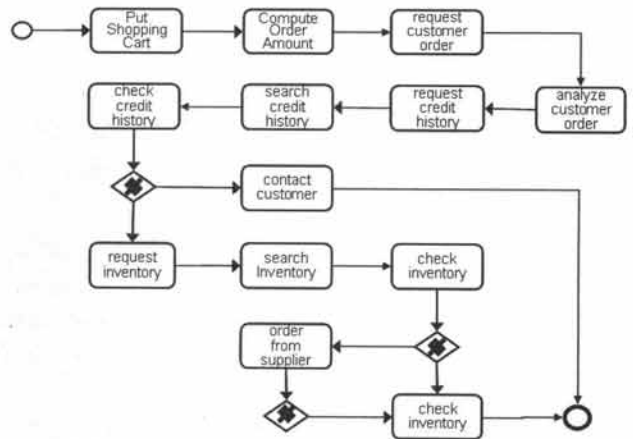 Put
Shopping
Cart
Compute
Order
Amount
request
customer
order
analyze
customer
order
request
credit
history
search
credit
history
check
credit
history
contact
customer
request
inventory
search
Inventory
check
inventory
order
from
supplier
check
inventory